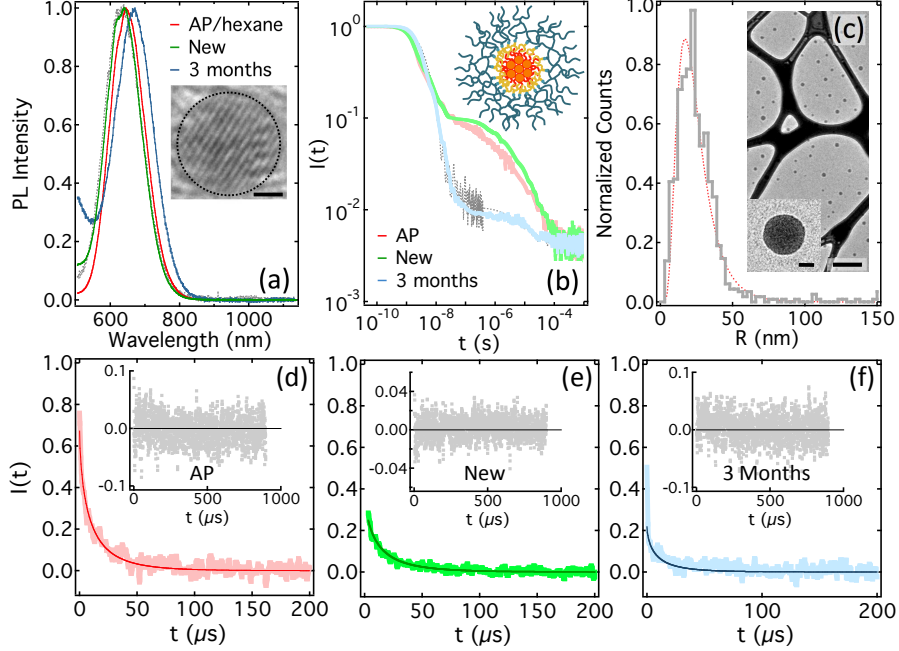 PL Intensity
1.0
0.8
0.6
0.4
0.2
0.0
AP/hexane
New
3 months
(a)
600 800 1000
Wavelength (nm)
I(t)
10⁰
10⁻¹
10⁻²
10⁻³
AP
New
3 months
(b)
10⁻¹⁰ 10⁻⁸ 10⁻⁶ 10⁻⁴
t (s)
Normalized Counts
1.0
0.8
0.6
0.4
0.2
0.0
(c)
0 50 100 150
R (nm)
I(t)
1.0
0.8
0.6
0.4
0.2
0.0
(d)
0.1
0.0
-0.1
AP
0 500 1000
t (µs)
0 50 100 150 200
t (µs)
1.0
0.8
0.6
0.4
0.2
0.0
(e)
0.04
0.00
-0.04
New
0 500 1000
t (µs)
0 50 100 150 200
t (µs)
1.0
0.8
0.6
0.4
0.2
0.0
(f)
0.1
0.0
-0.1
3 Months
0 500 1000
t (µs)
0 100 200
t (µs)